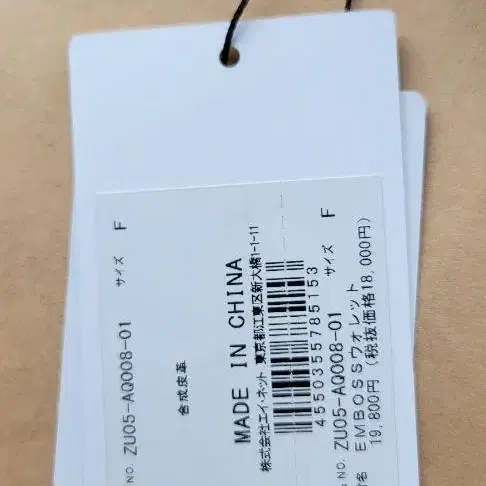 NO. ZU05-AQ008-01 サイズ F
合成皮革
MADE IN CHINA
株式会社エイ・ネット 東京都江東区新大橋1-1-11
4550355785153
NO. ZU05-AQ008-01 サイズ F
名 EMBOSSウォレット
19,800円 (税抜価格18,000円)